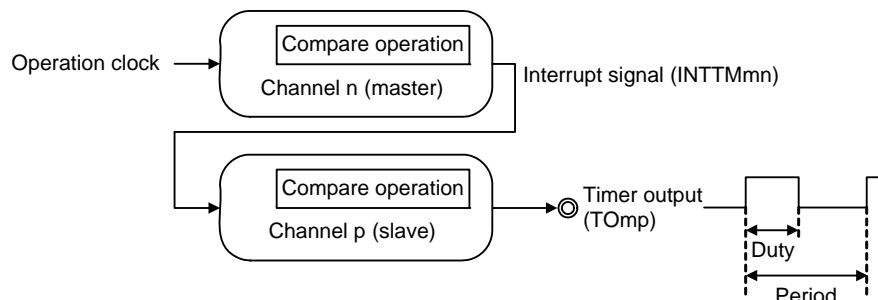 Compare operation
Operation clock
Channel n (master)
Interrupt signal (INTTMmn)
Compare operation
Channel p (slave)
Timer output
(TOmp)
Duty
Period